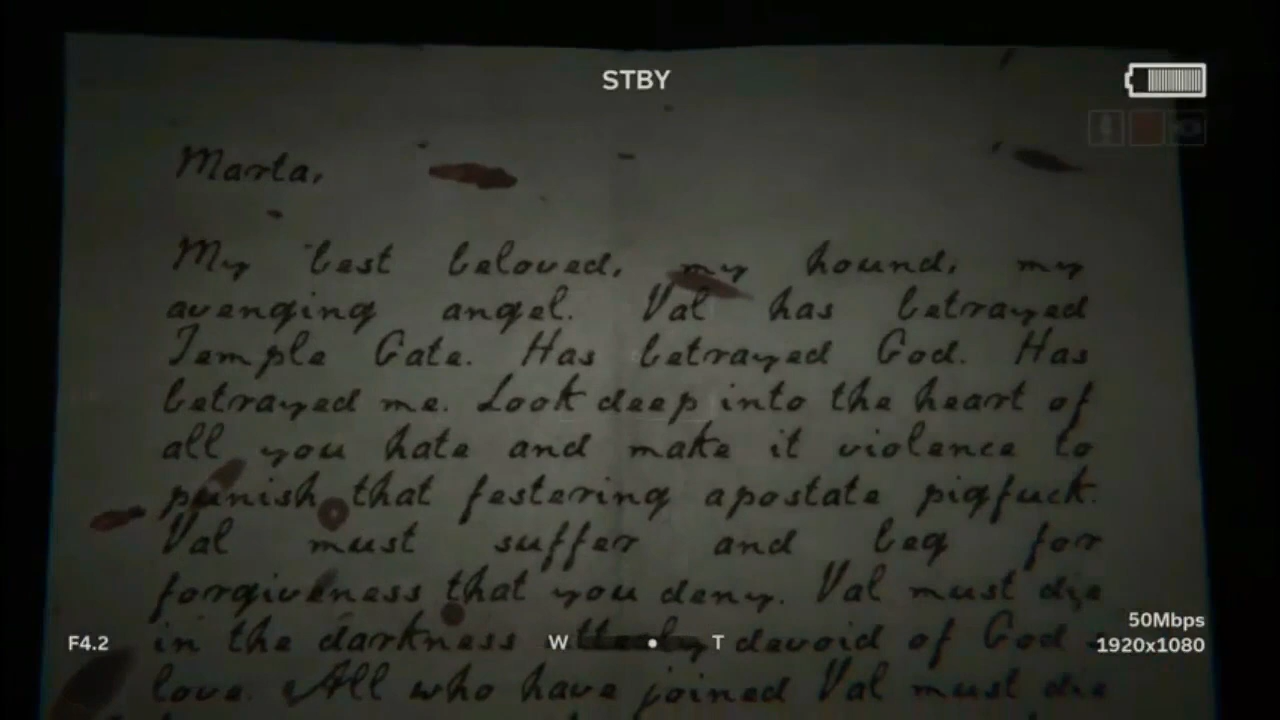 STBY
Marta,
My best beloved, my hound, my
avenging angel. Val has betrayed
Temple Gate. Has betrayed God. Has
betrayed me. Look deep into the heart of
all you hate and make it violence to
punish that festering apostate pigfuck.
Val must suffer and beg for
forgiveness that you deny. Val must die
in the darkness devoid of God
love. All who have joined Val must die
F4.2
W T
50Mbps
1920x1080